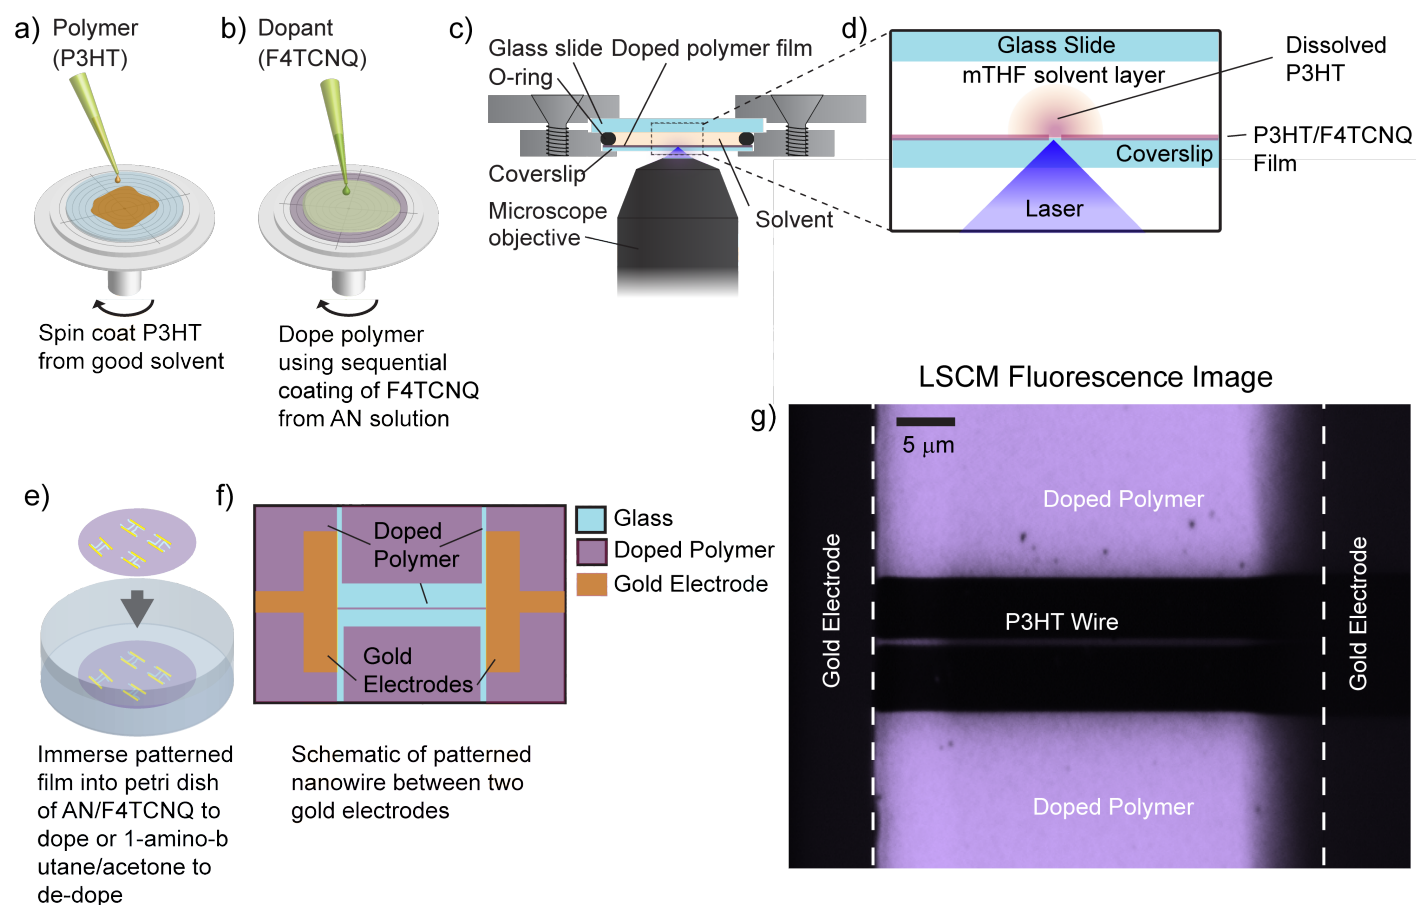 a) Polymer
(P3HT)
Spin coat P3HT
from good solvent
b) Dopant
(F4TCNQ)
Dope polymer
using sequential
coating of F4TCNQ
from AN solution
c)
Glass slide
Doped polymer film
O-ring
Coverslip
Microscope
objective
Solvent
d)
Glass Slide
mTHF solvent layer
Dissolved
P3HT
P3HT/F4TCNQ
Film
Coverslip
Laser
e)
Immerse patterned
film into petri dish
of AN/F4TCNQ to
dope or 1-amino-b
utane/acetone to
de-dope
f)
Doped
Polymer
Gold
Electrodes
Glass
Doped Polymer
Gold Electrode
Schematic of patterned
nanowire between two
gold electrodes
LSCM Fluorescence Image
g)
5 μm
Doped Polymer
Gold Electrode
P3HT Wire
Gold Electrode
Doped Polymer